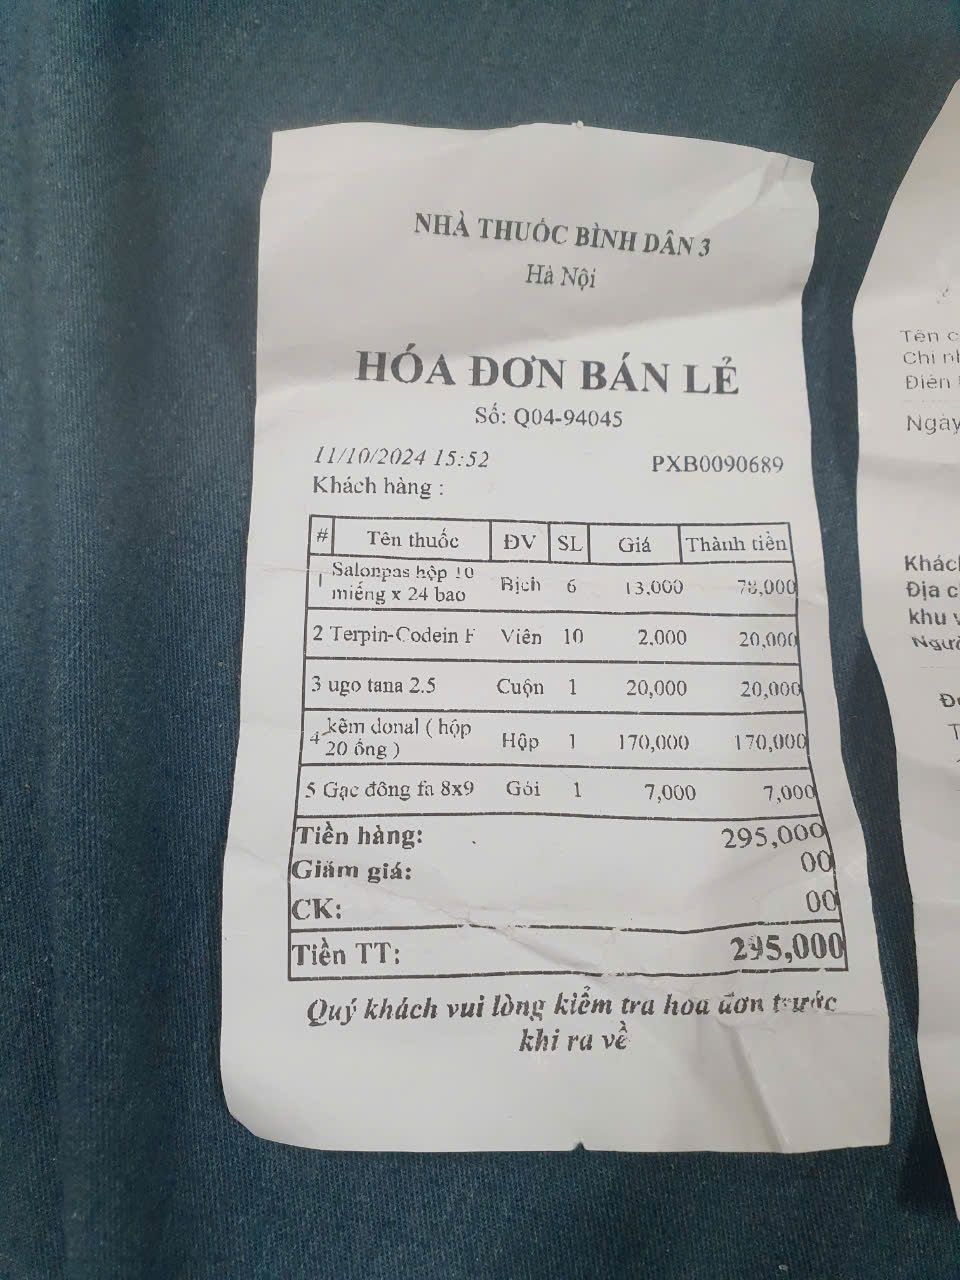 NHÀ THUỐC BÌNH DÂN 3
Hà Nội
HÓA ĐƠN BÁN LẺ
Số: Q04-94045
11/10/2024 15:52 PXB0090689
Khách hàng :
# Tên thuốc ĐV SL Giá Thành tiền
1 Salonpas hộp 10 miếng x 24 bao Bịch 6 13.000 78,000
2 Terpin-Codein F Viên 10 2.000 20,000
3 ugo tana 2.5 Cuộn 1 20,000 20,000
4 kẽm donal ( hộp 20 ống ) Hộp 1 170,000 170,000
5 Gạc đông fa 8x9 Gói 1 7,000 7,000
Tiền hàng: 295,000
Giảm giá: 00
CK: 00
Tiền TT: 295,000
Quý khách vui lòng kiểm tra hoa đơn trước
khi ra về
Tên
Chi
Điện
Ngày
Khách
Địa
khu
Người